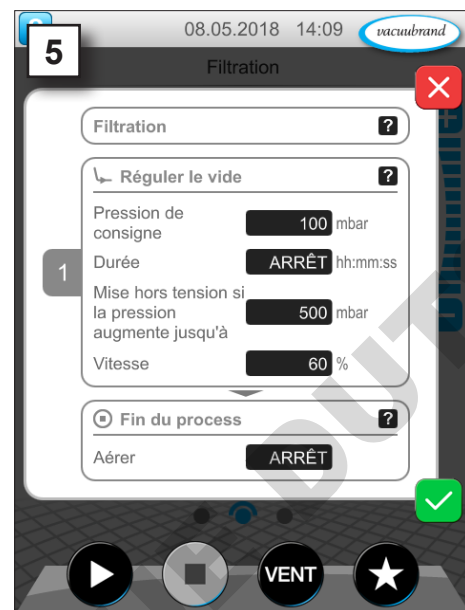 5
08.05.2018 14:09 vacuubrand
Filtration
Filtration ?
Réguler le vide ?
1
Pression de
consigne 100 mbar
Durée ARRÊT hh:mm:ss
Mise hors tension si
la pression
augmente jusqu'à 500 mbar
Vitesse 60 %
Fin du process ?
Aérer ARRÊT
VENT